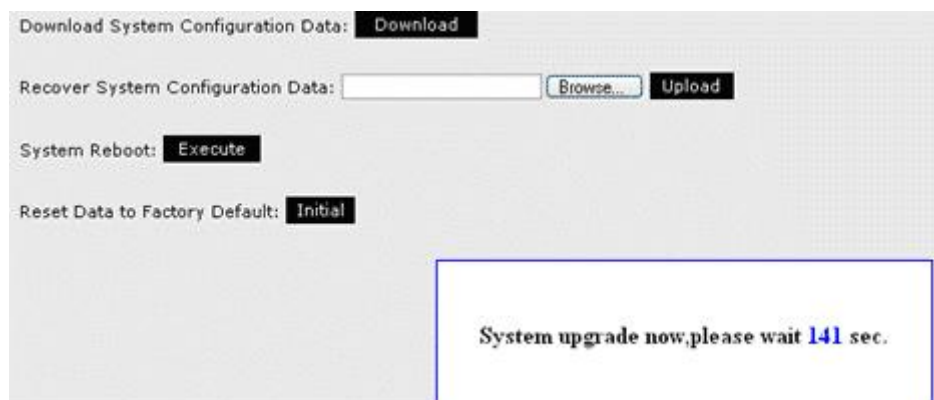 Download System Configuration Data: Download
Recover System Configuration Data: Browse... Upload
System Reboot: Execute
Reset Data to Factory Default: Initial
System upgrade now,please wait 141 sec.